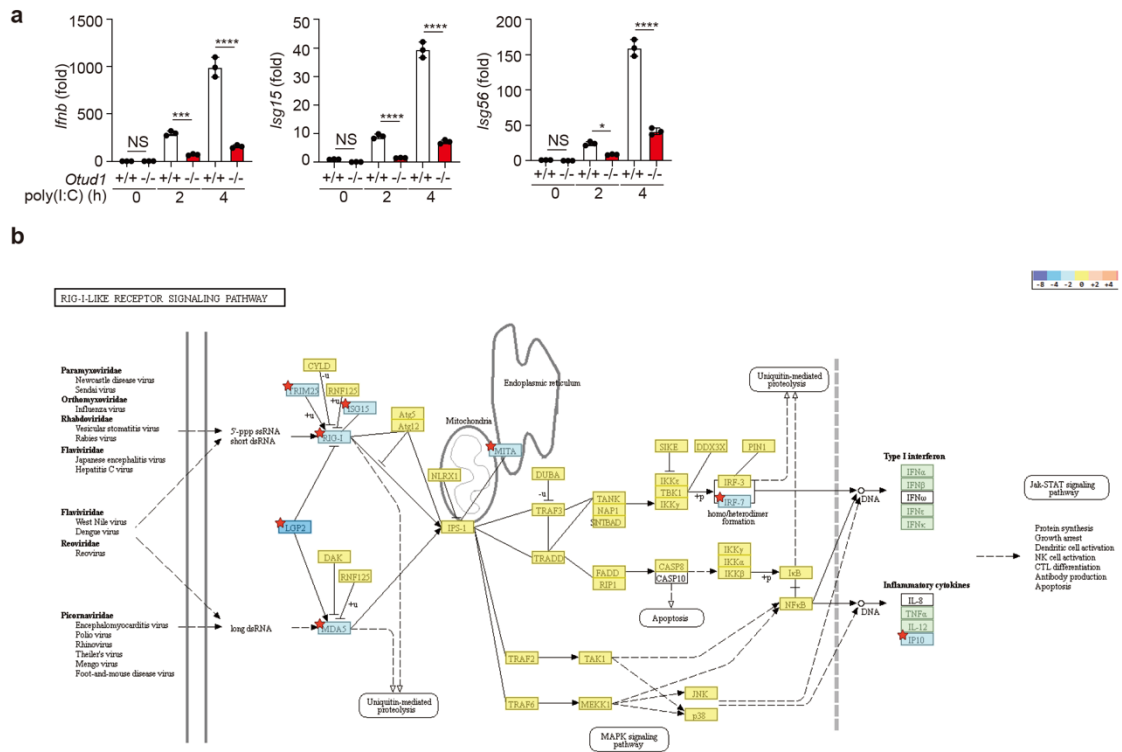 a
Ifnb (fold)
1500
1000
500
0
NS
***
****
Isg15 (fold)
50
40
30
20
10
0
NS
****
****
Isg56 (fold)
200
150
100
50
0
NS
*
****
Otud1 +/+ -/- +/+ -/- +/+ -/-
+/+ -/- +/+ -/- +/+ -/-
+/+ -/- +/+ -/- +/+ -/-
poly(I:C) (h) 0 2 4
0 2 4
0 2 4
b
-8 -4 -2 0 +2 +4
RIG-I-LIKE RECEPTOR SIGNALING PATHWAY
Paramyxoviridae
Newcastle disease virus
Sendai virus
Orthomyxoviridae
Influenza virus
Rhabdoviridae
Vesicular stomatitis virus
Rabies virus
Flaviviridae
Japanese encephalitis virus
Hepatitis C virus
Flaviviridae
West Nile virus
Dengue virus
Reoviridae
Reovirus
Picornaviridae
Encephalomyocarditis virus
Polio virus
Rhinovirus
Theiler's virus
Mengo virus
Foot-and-mouse disease virus
5'-ppp ssRNA
short dsRNA
long dsRNA
CYLD
-u
TRIM25
RNF125
+u
+u
ISG15
RIG-I
LGP2
DAK
RNF125
+u
MDA5
Uniquitin-mediated
proteolysis
Atg5
Atg12
Mitochondria
Endoplasmic reticulum
MITA
NLRX1
IPS-1
DUBA
-u
TRAF3
TRADD
TANK
NAP1
SINTBAD
FADD
RIP1
SIKE
DDX3X
PIN1
IKKε
TBK1
IKKγ
+p
IRF-3
IRF-7
homo/heterodimer
formation
Uniquitin-mediated
proteolysis
CASP8
CASP10
Apoptosis
IKKγ
IKKα
IKKβ
+p
IκB
NFκB
TRAF2
TAK1
TRAF6
MEKK1
JNK
p38
MAPK signaling
pathway
DNA
DNA
Type I interferon
IFNα
IFNβ
IFNω
IFNε
IFNκ
Inflammatory cytokines
IL-8
TNFα
IL-12
IP10
Jak-STAT signaling
pathway
Protein synthesis
Growth arrest
Dendritic cell activation
NK cell activation
CTL differentiation
Antibody production
Apoptosis